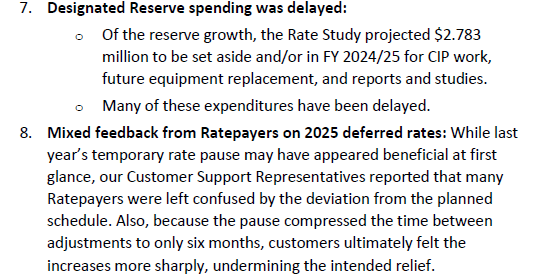 7. Designated Reserve spending was delayed:
o Of the reserve growth, the Rate Study projected $2.783
million to be set aside and/or in FY 2024/25 for CIP work,
future equipment replacement, and reports and studies.
o Many of these expenditures have been delayed.
8. Mixed feedback from Ratepayers on 2025 deferred rates: While last
year’s temporary rate pause may have appeared beneficial at first
glance, our Customer Support Representatives reported that many
Ratepayers were left confused by the deviation from the planned
schedule. Also, because the pause compressed the time between
adjustments to only six months, customers ultimately felt the
increases more sharply, undermining the intended relief.